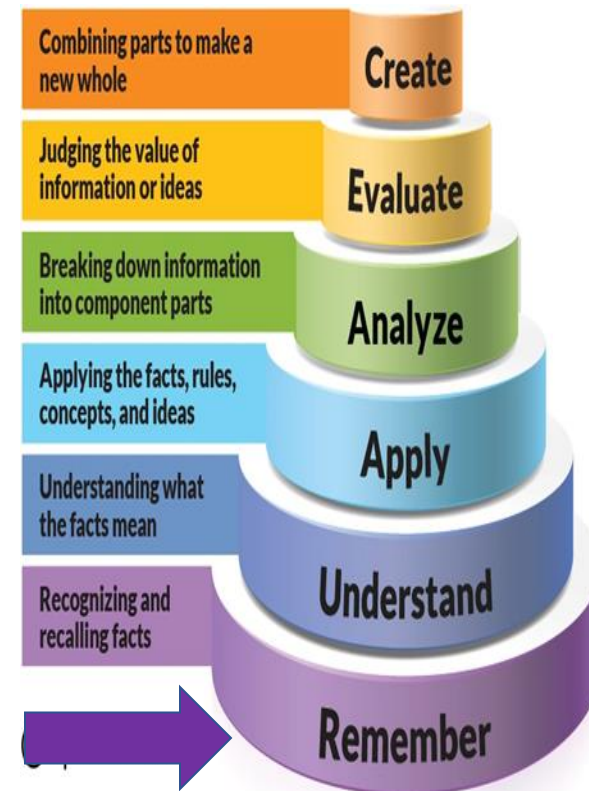 Combining parts to make a
new whole
Create
Judging the value of
information or ideas
Evaluate
Breaking down information
into component parts
Analyze
Applying the facts, rules,
concepts, and ideas
Apply
Understanding what
the facts mean
Understand
Recognizing and
recalling facts
Remember